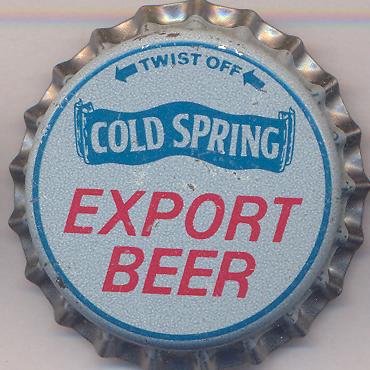 TWIST OFF
COLD SPRING
EXPORT
BEER